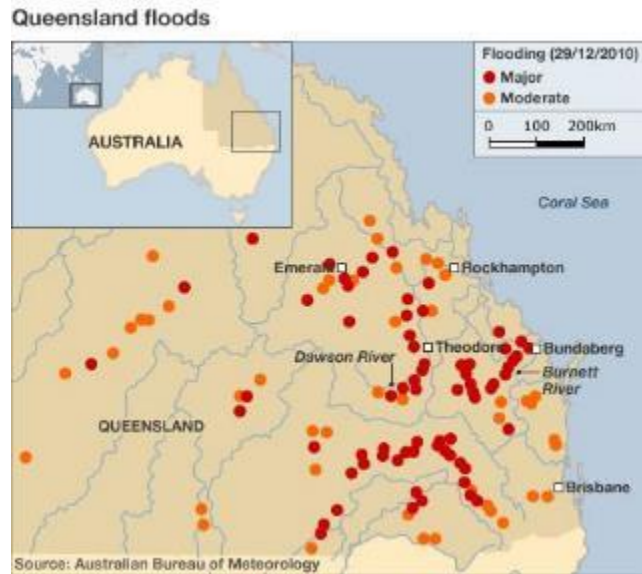 Queensland floods
Flooding (29/12/2010)
Major
Moderate
0 100 200km
AUSTRALIA
Coral Sea
Emerald
Rockhampton
Theodore
Bundaberg
Dawson River
Burnett
River
QUEENSLAND
Brisbane
Source: Australian Bureau of Meteorology